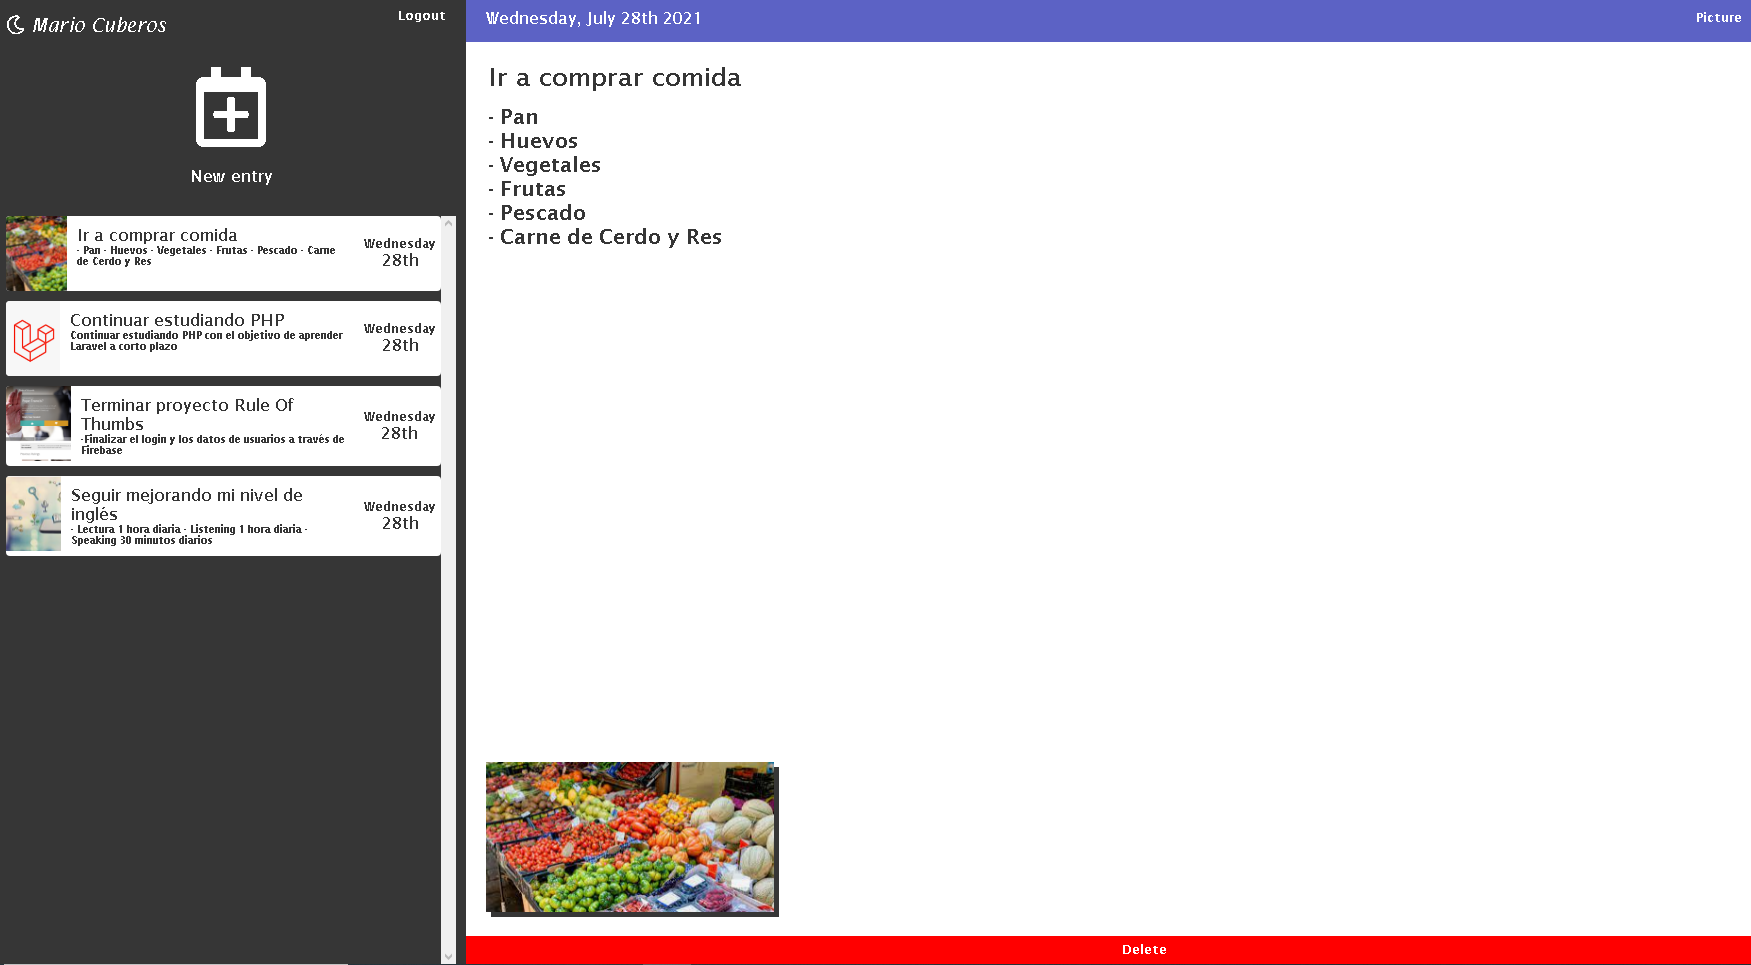 Mario Cuberos
Logout
New entry
Ir a comprar comida
- Pan - Huevos - Vegetales - Frutas - Pescado - Carne
de Cerdo y Res
Wednesday
28th
Continuar estudiando PHP
Continuar estudiando PHP con el objetivo de aprender
Laravel a corto plazo
Wednesday
28th
Terminar proyecto Rule Of
Thumbs
-Finalizar el login y los datos de usuarios a través de
Firebase
Wednesday
28th
Seguir mejorando mi nivel de
inglés
- Lectura 1 hora diaria - Listening 1 hora diaria -
Speaking 30 minutos diarios
Wednesday
28th
Wednesday, July 28th 2021
Picture
Ir a comprar comida
- Pan
- Huevos
- Vegetales
- Frutas
- Pescado
- Carne de Cerdo y Res
Delete